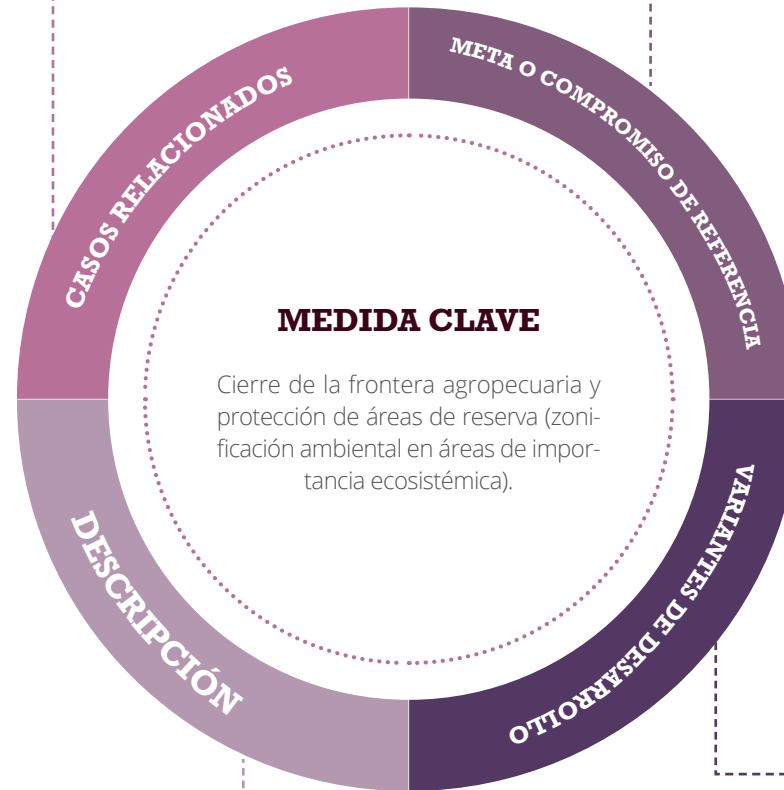 CASOS RELACIONADOS
META O COMPROMISO DE REFERENCIA
MEDIDA CLAVE
Cierre de la frontera agropecuaria y
protección de áreas de reserva (zoni-
ficación ambiental en áreas de impor-
tancia ecosistémica).
DESCRIPCIÓN
VARIANTES DE DESARROLLO